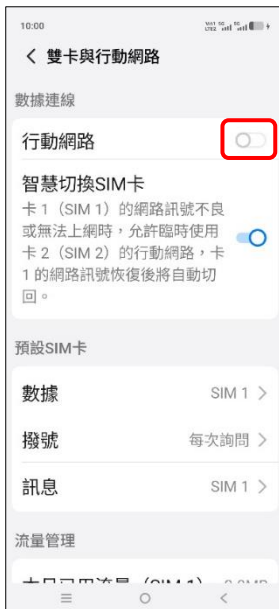 10:00
雙卡與行動網路
數據連線
行動網路
智慧切換SIM卡
卡 1（SIM 1）的網路訊號不良
或無法上網時，允許臨時使用
卡 2（SIM 2）的行動網路，卡
1 的網路訊號恢復後將自動切
回。
預設SIM卡
數據 SIM 1
撥號 每次詢問
訊息 SIM 1
流量管理